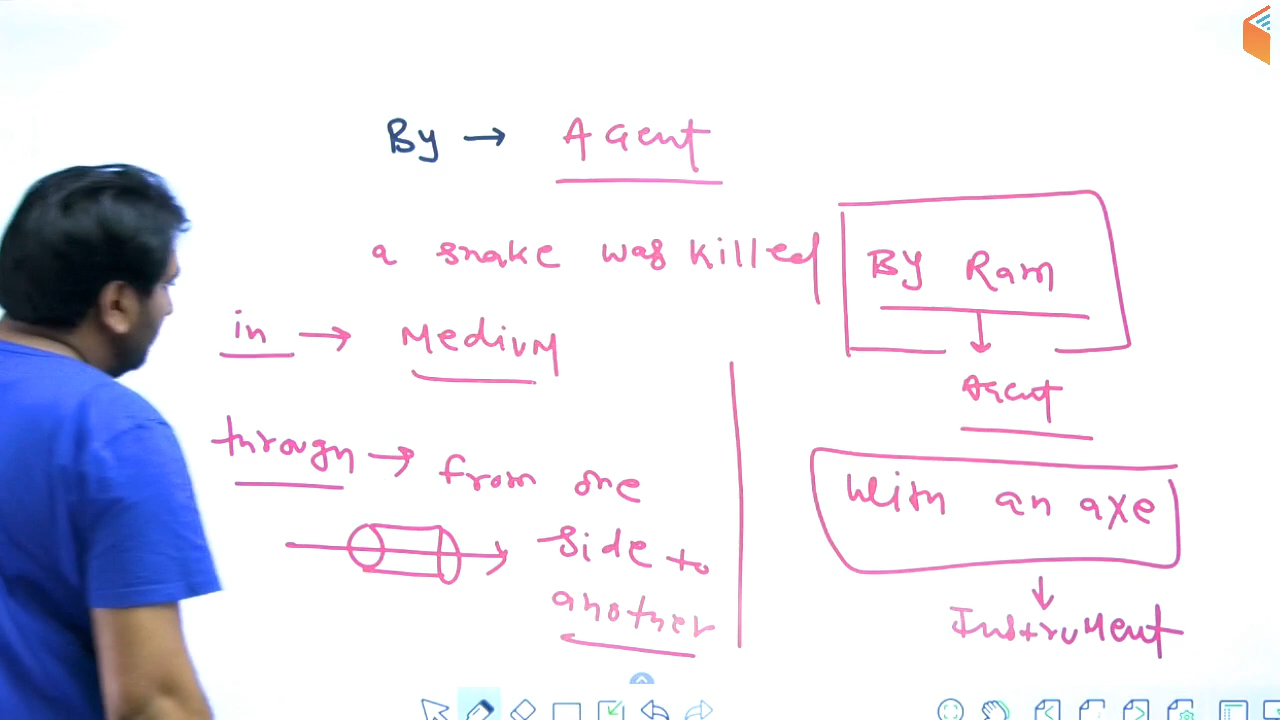 By → Agent
a snake was killed BY Ram
Agent
in → Medium
through → from one
side to
another
With an axe
Instrument